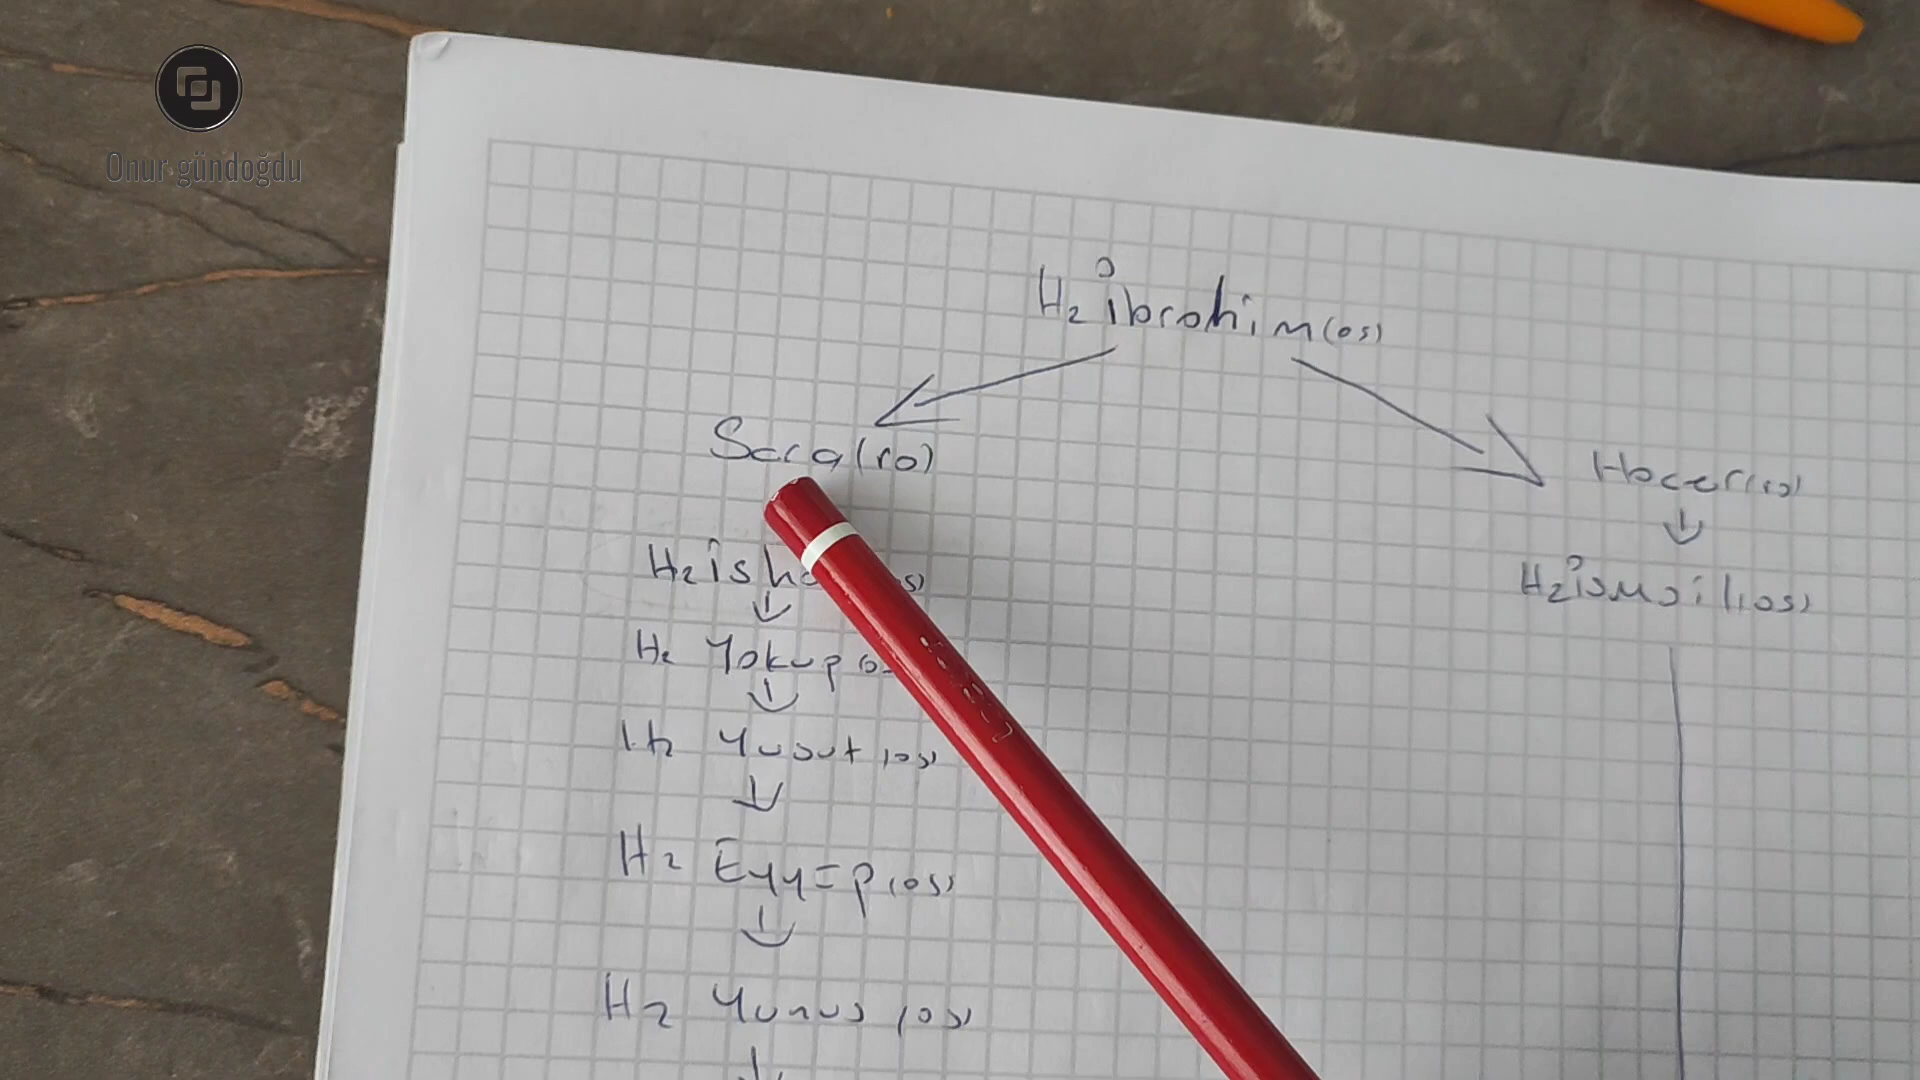 Onur gündoğdu
Hz İbrahim (as)
Sara (ra)
Hacer (ra)
Hz İsmail (as)
Hz Yakup
Hz Yusuf (as)
Hz Eyyüp (as)
Hz Yunus (as)